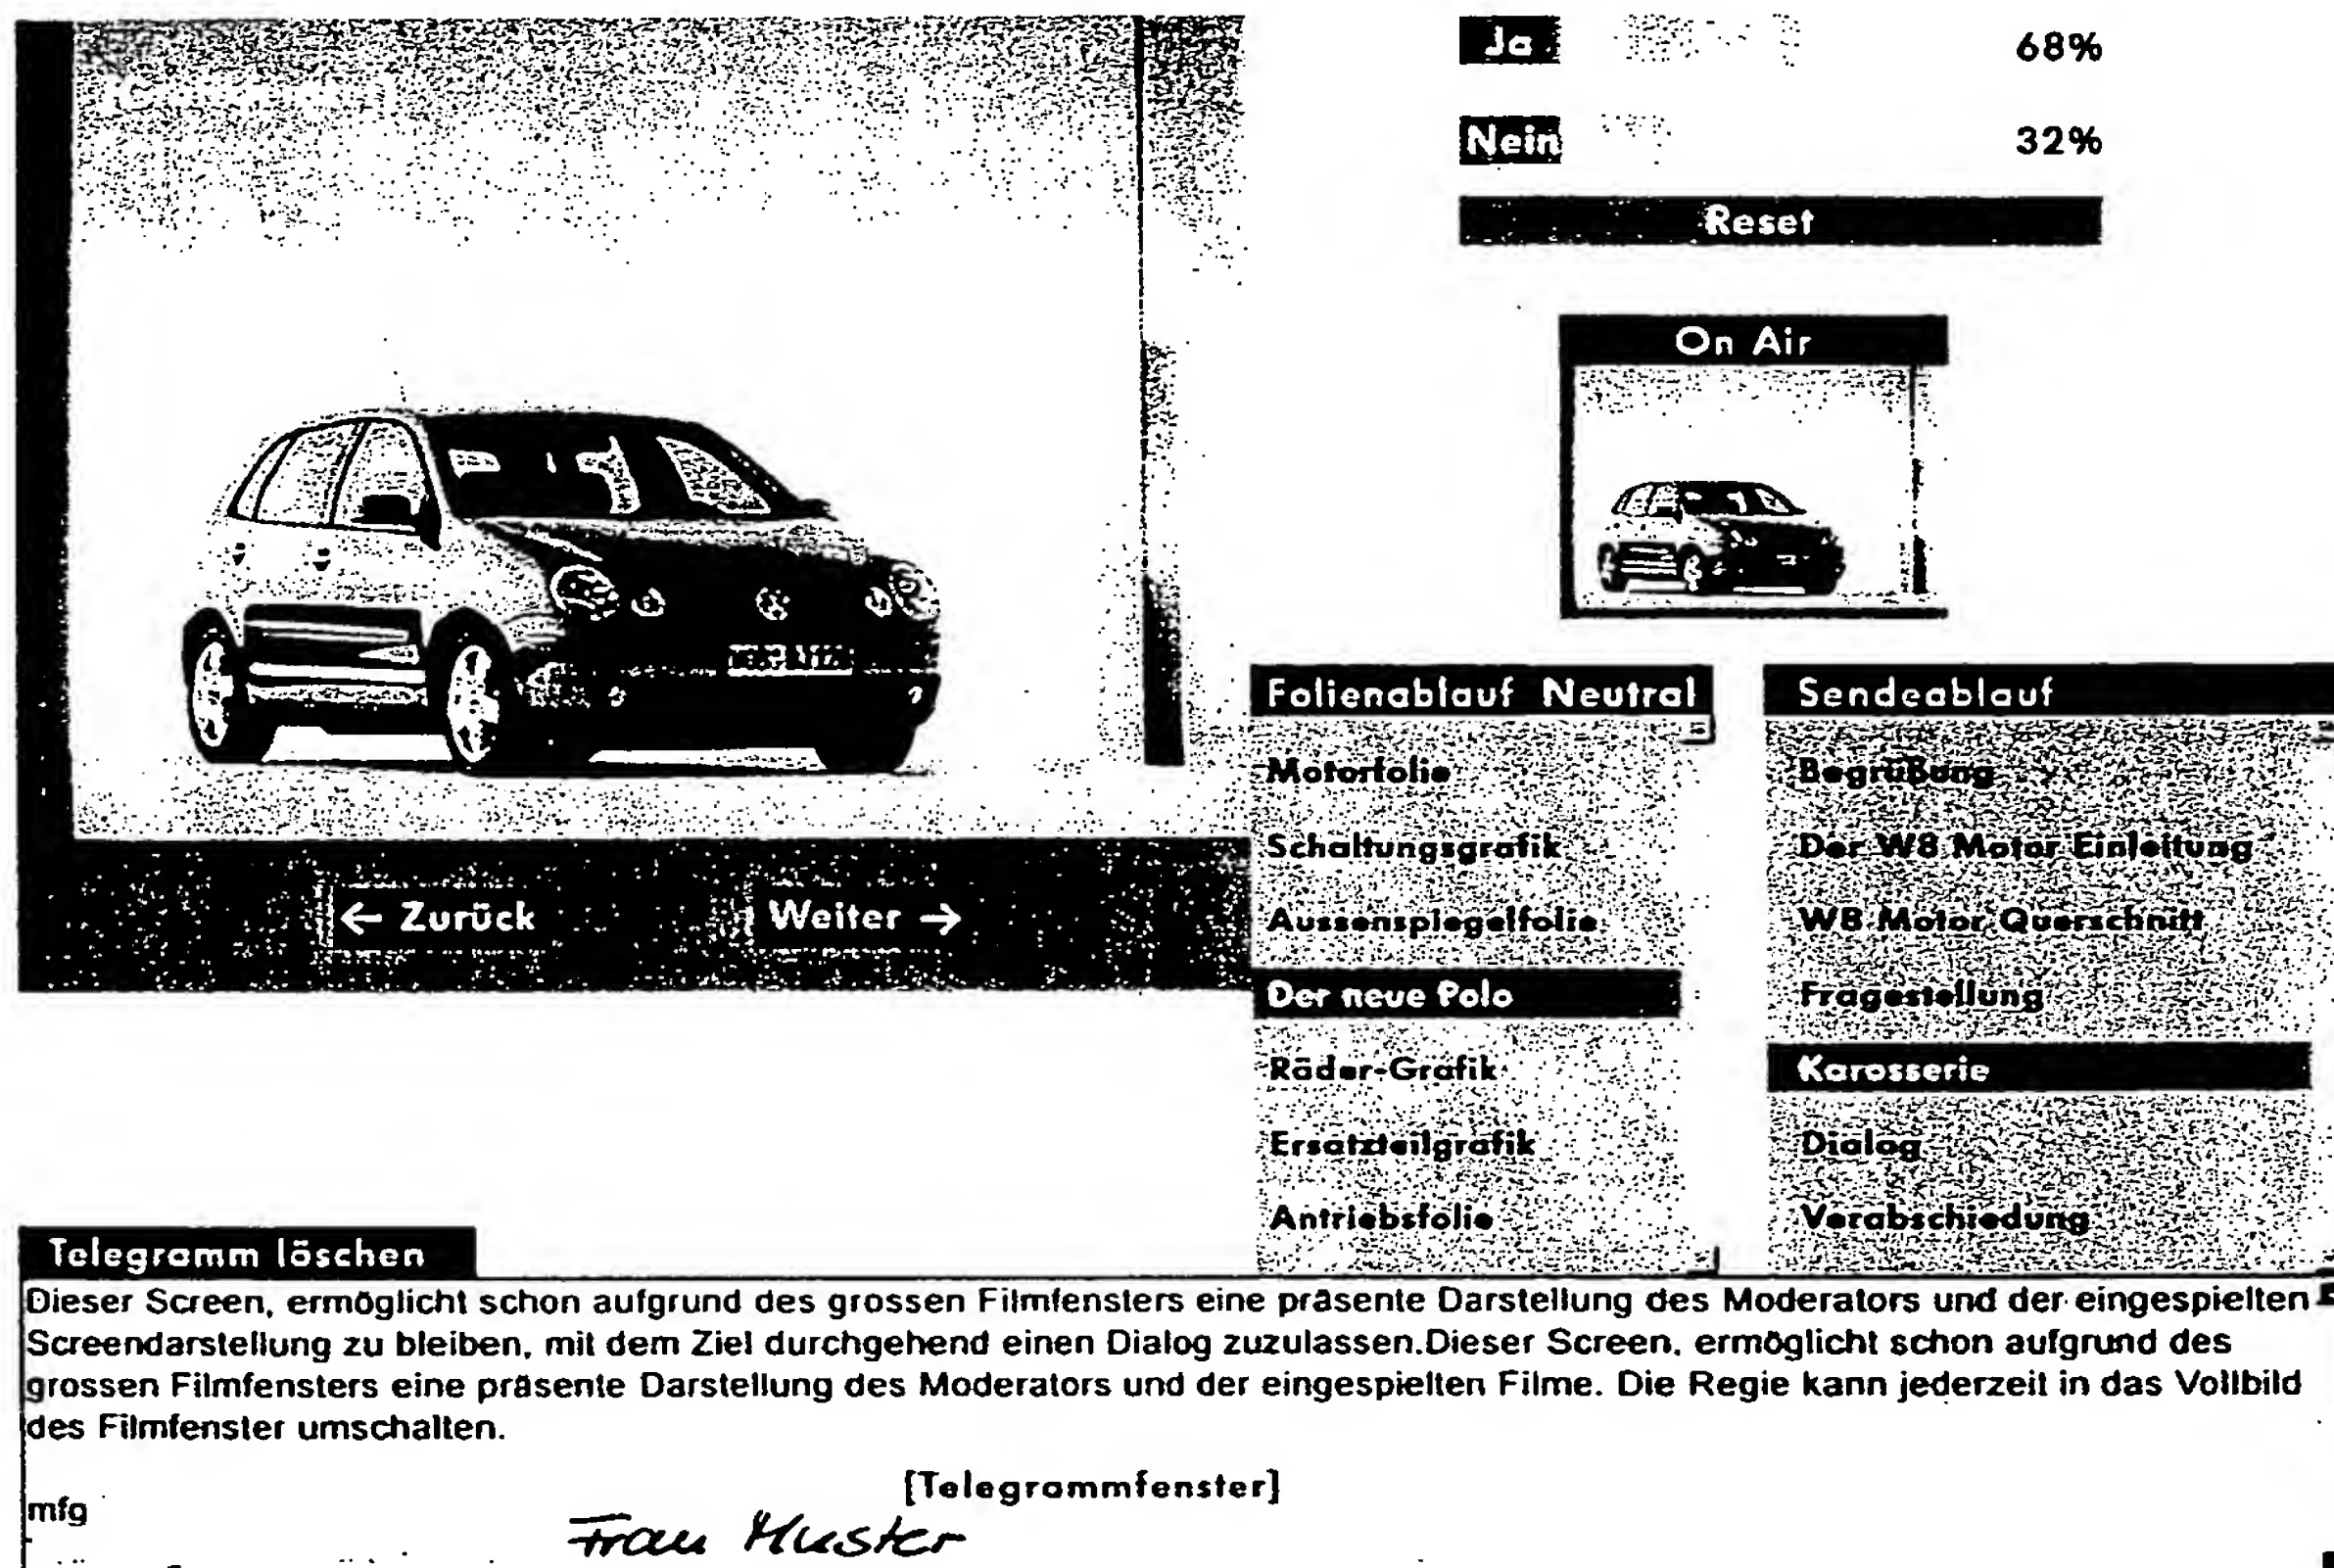 Ja 68%
Nein 32%
Reset
On Air
← Zurück Weiter →
Folienablauf Neutral
Motorfolie
Schaltungsgrafik
Aussenspiegelfolie
Der neue Polo
Räder-Grafik
Ersatzteilgrafik
Antriebsfolie
Sendeablauf
Begrüßung
Der W8 Motor Einleitung
W8 Motor Querschnitt
Fragestellung
Karosserie
Dialog
Verabschiedung
Telegramm löschen
Dieser Screen, ermöglicht schon aufgrund des grossen Filmfensters eine präsente Darstellung des Moderators und der eingespielten
Screendarstellung zu bleiben, mit dem Ziel durchgehend einen Dialog zuzulassen.Dieser Screen, ermöglicht schon aufgrund des
grossen Filmfensters eine präsente Darstellung des Moderators und der eingespielten Filme. Die Regie kann jederzeit in das Vollbild
des Filmfenster umschalten.
[Telegrammfenster]
mfg
Frau Muster